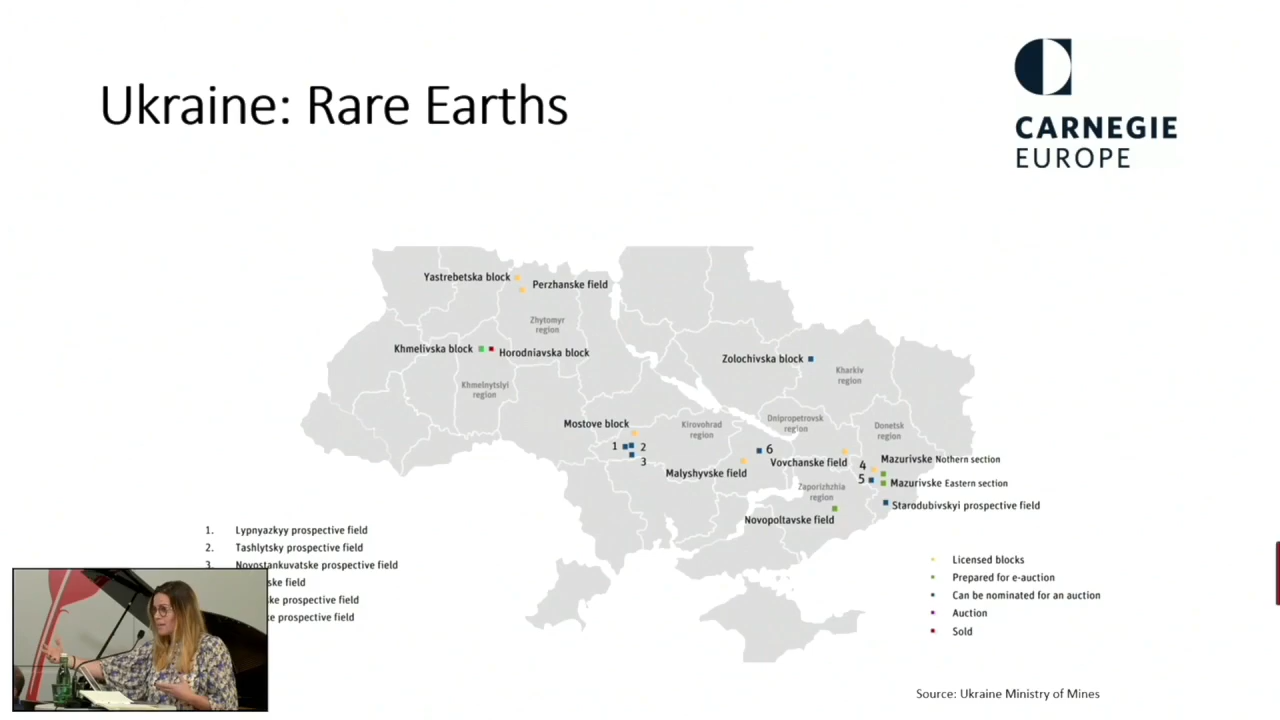 Ukraine: Rare Earths
CARNEGIE
EUROPE
Yastrebetska block
Perzhanske field
Zhytomyr
region
Khmelivska block
Horodniavska block
Zolochivska block
Kharkiv
region
Khmelnytslyi
region
Mostove block
Kirovohrad
region
Dnipropetrovsk
region
Donetsk
region
1
2
3
6
Malyshyvske field
Vovchanske field
4
Mazurivske Nothern section
5
Mazurivske Eastern section
Zaporizhzhia
region
Starodubivskyi prospective field
Novopoltavske field
1. Lypnyazkyy prospective field
2. Tashlytsky prospective field
3. Novostankuvatske prospective field
ske field
ske prospective field
ke prospective field
Licensed blocks
Prepared for e-auction
Can be nominated for an auction
Auction
Sold
Source: Ukraine Ministry of Mines